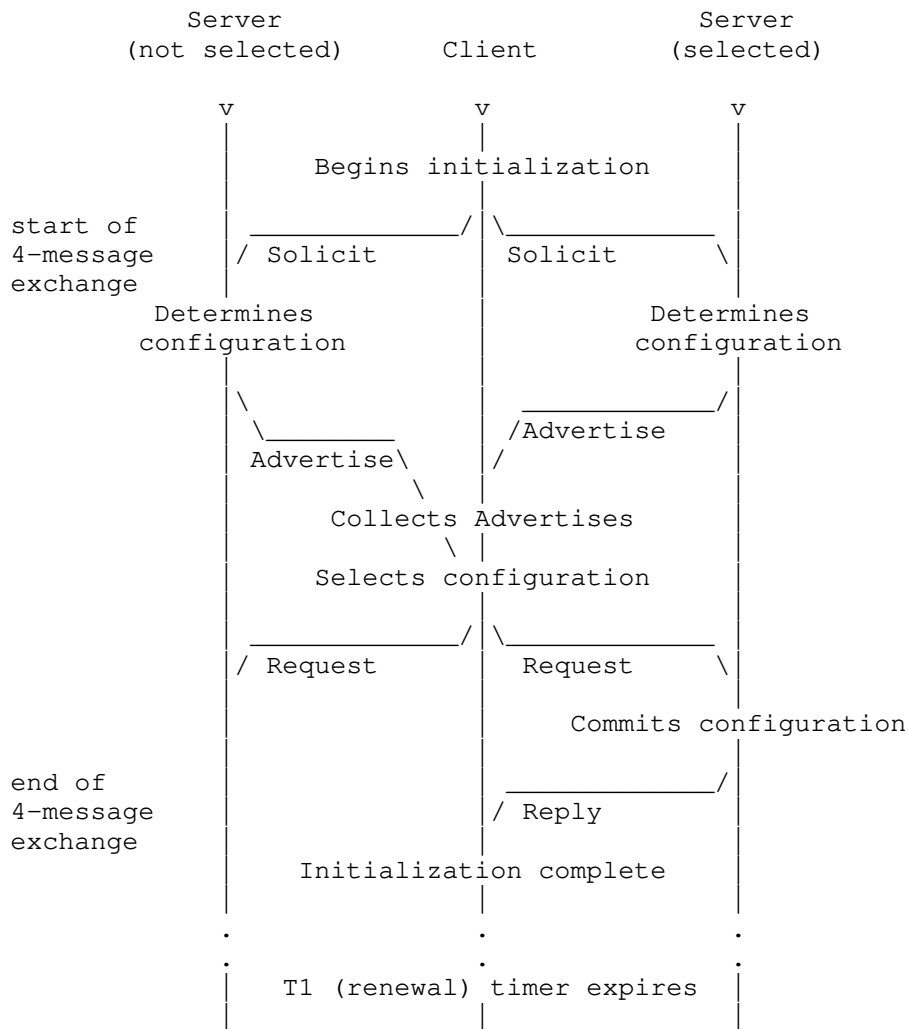 Server Server
(not selected) Client (selected)
v v v
Begins initialization
start of
4-message
exchange
Solicit Solicit
Determines Determines
configuration configuration
Advertise
Advertise
Collects Advertises
Selects configuration
Request Request
Commits configuration
end of
4-message
exchange
Reply
Initialization complete
. . .
. . .
T1 (renewal) timer expires